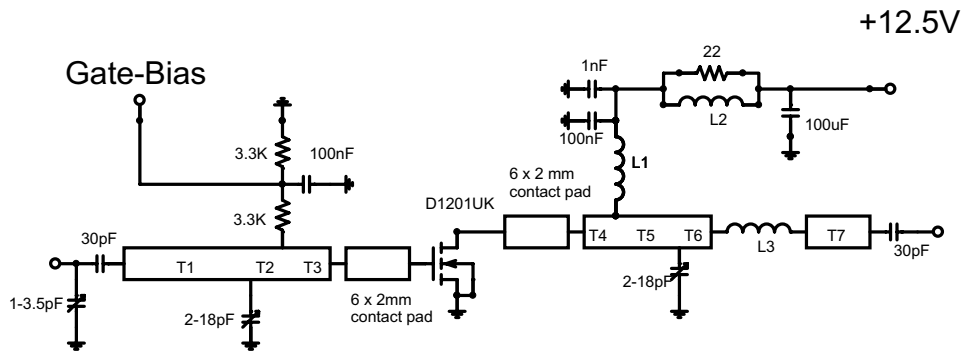 +12.5V
22
Gate-Bias
1nF
L2
100uF
100nF
3.3K
100nF
L1
6 x 2 mm
contact pad
3.3K
D1201UK
30pF
T1
T2
T3
T4
T5
T6
L3
T7
30pF
6 x 2mm
contact pad
1-3.5pF
2-18pF
2-18pF